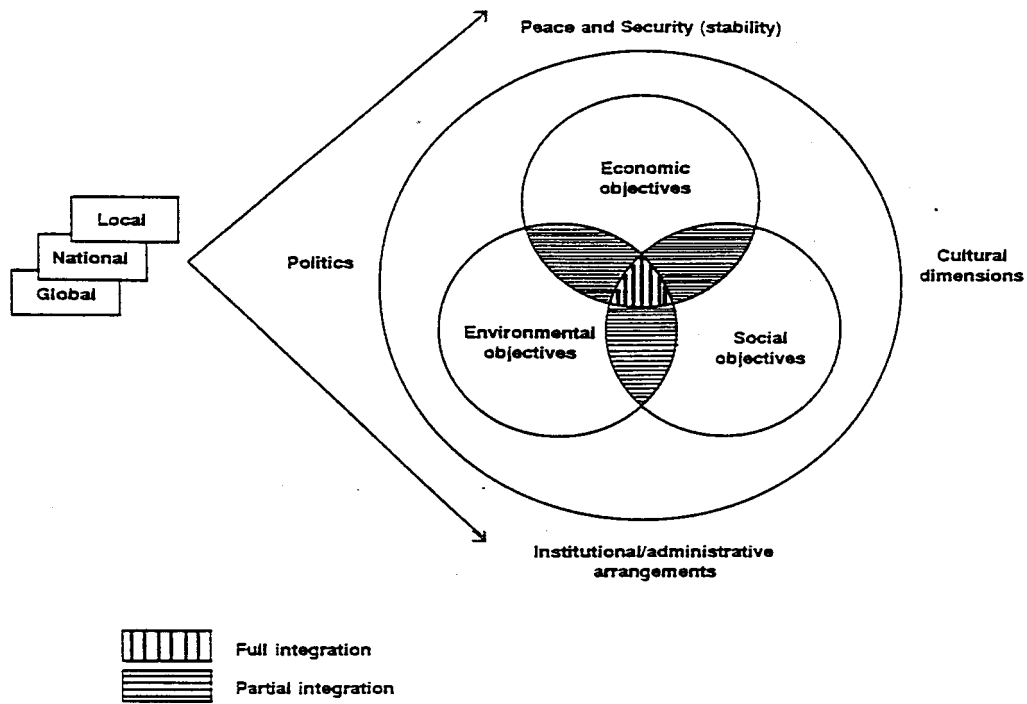 Peace and Security (stability)
Economic
objectives
Local
National
Global
Politics
Cultural
dimensions
Environmental
objectives
Social
objectives
Institutional/administrative
arrangements
Full integration
Partial integration